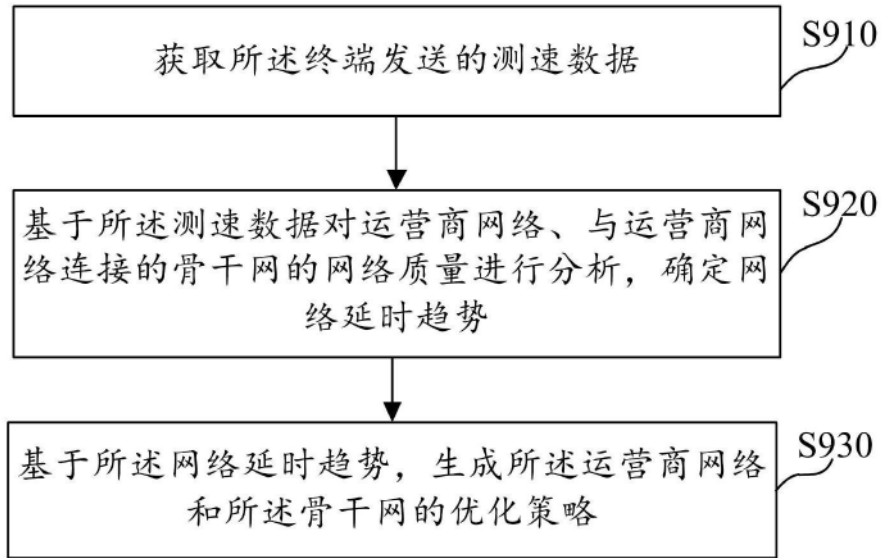 S910
获取所述终端发送的测速数据
S920
基于所述测速数据对运营商网络、与运营商网
络连接的骨干网的网络质量进行分析，确定网
络延时趋势
S930
基于所述网络延时趋势，生成所述运营商网络
和所述骨干网的优化策略